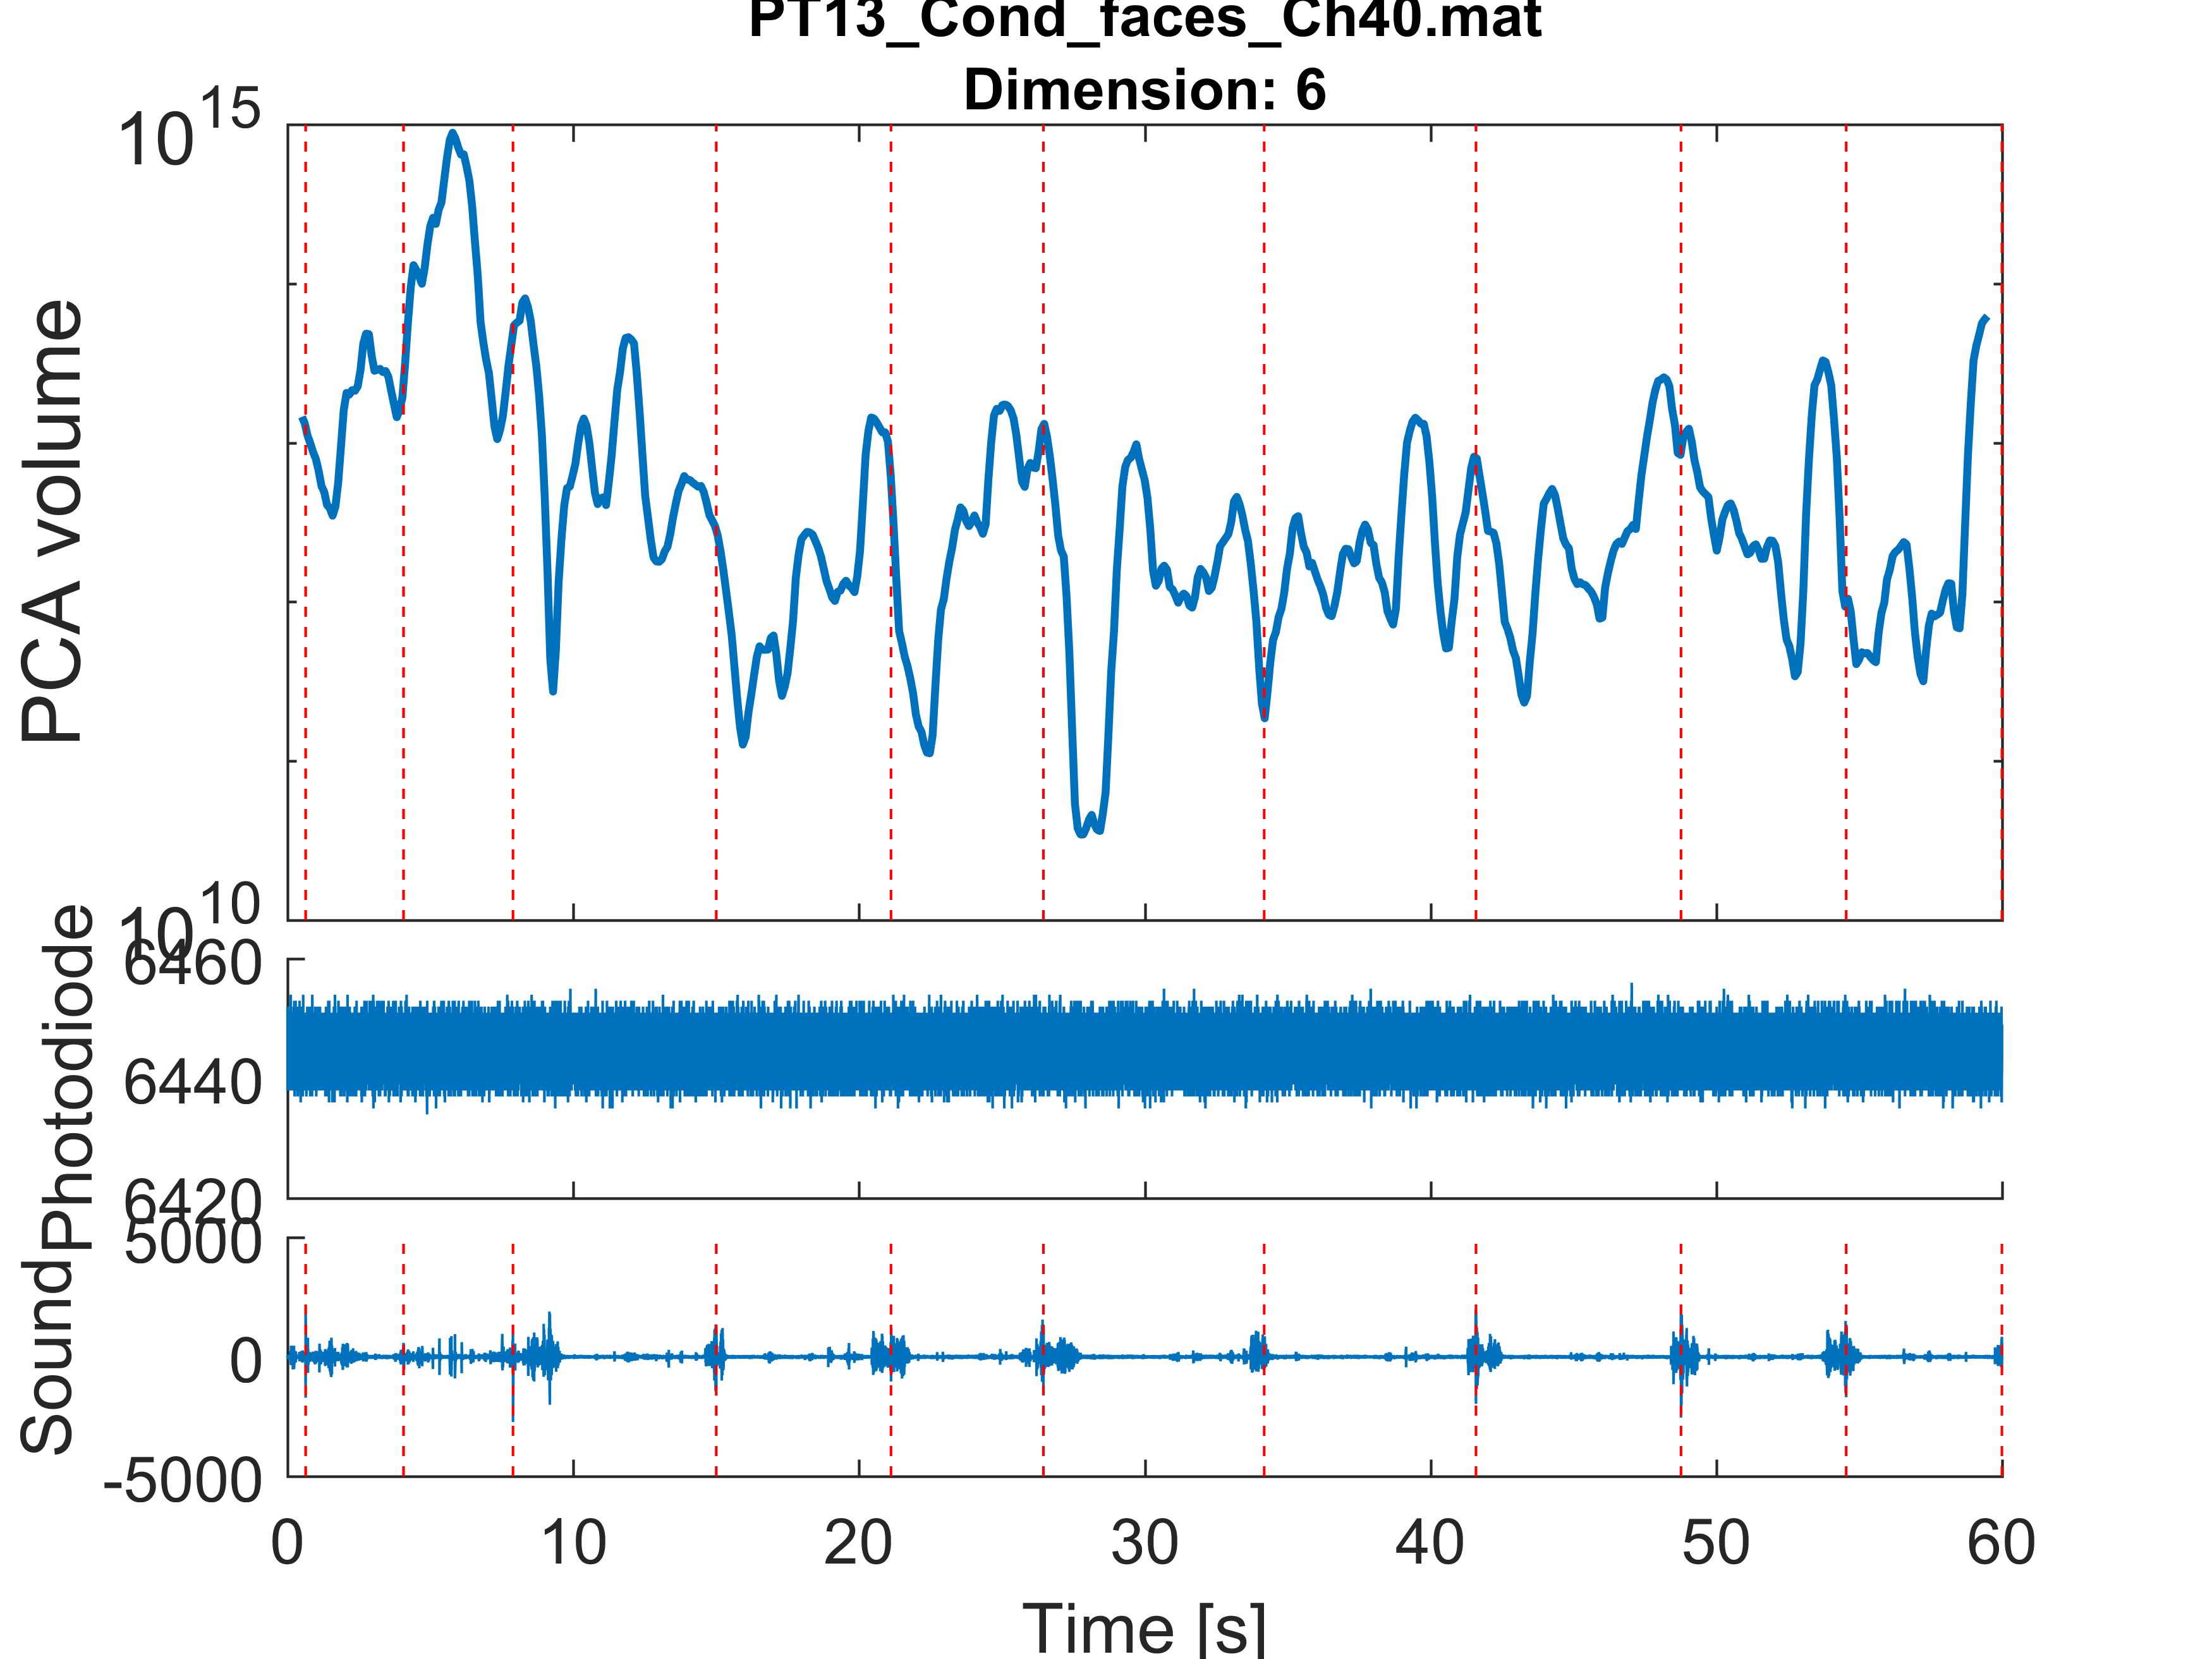 PT13_Cond_faces_Ch40.mat
Dimension: 6
10^15
PCA volume
10^10
6460
Photodiode
6440
6420
5000
Sound
0
-5000
0 10 20 30 40 50 60
Time [s]